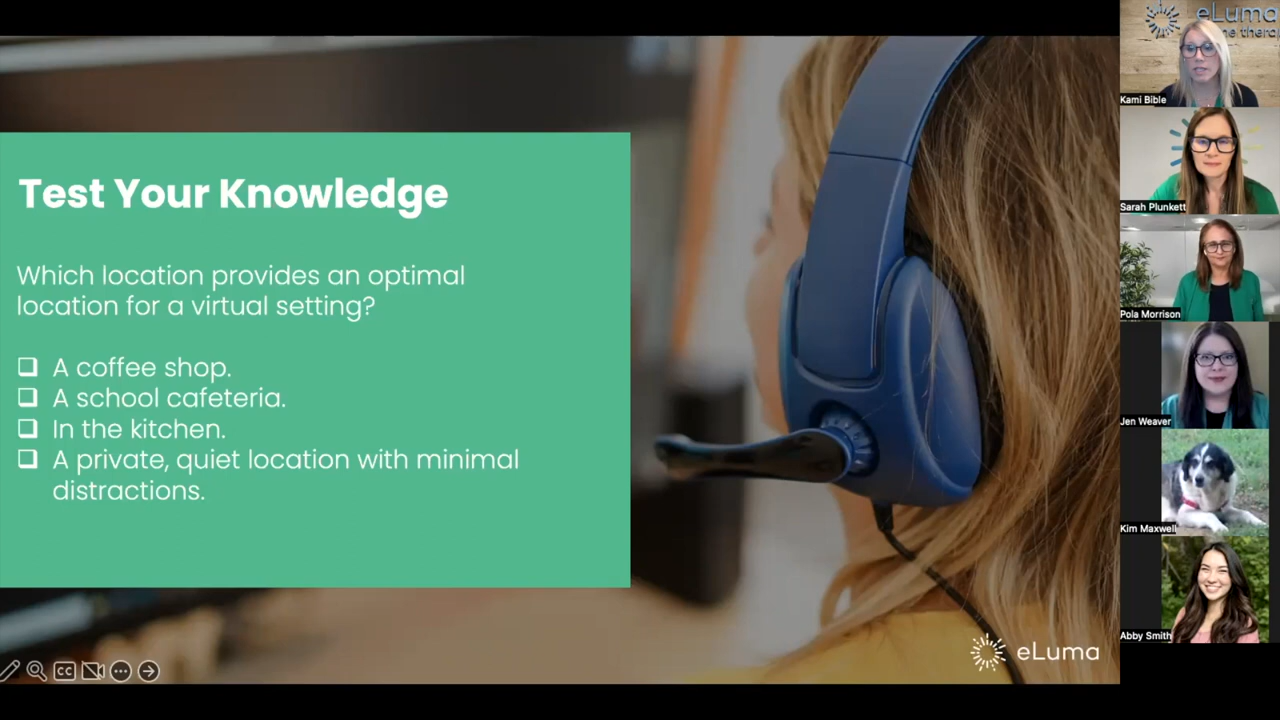 Test Your Knowledge
Which location provides an optimal
location for a virtual setting?
❑ A coffee shop.
❑ A school cafeteria.
❑ In the kitchen.
❑ A private, quiet location with minimal
distractions.
CC
eLuma
eLuma
Kami Bible
Sarah Plunkett
Pola Morrison
Jen Weaver
Kim Maxwell
Abby Smith